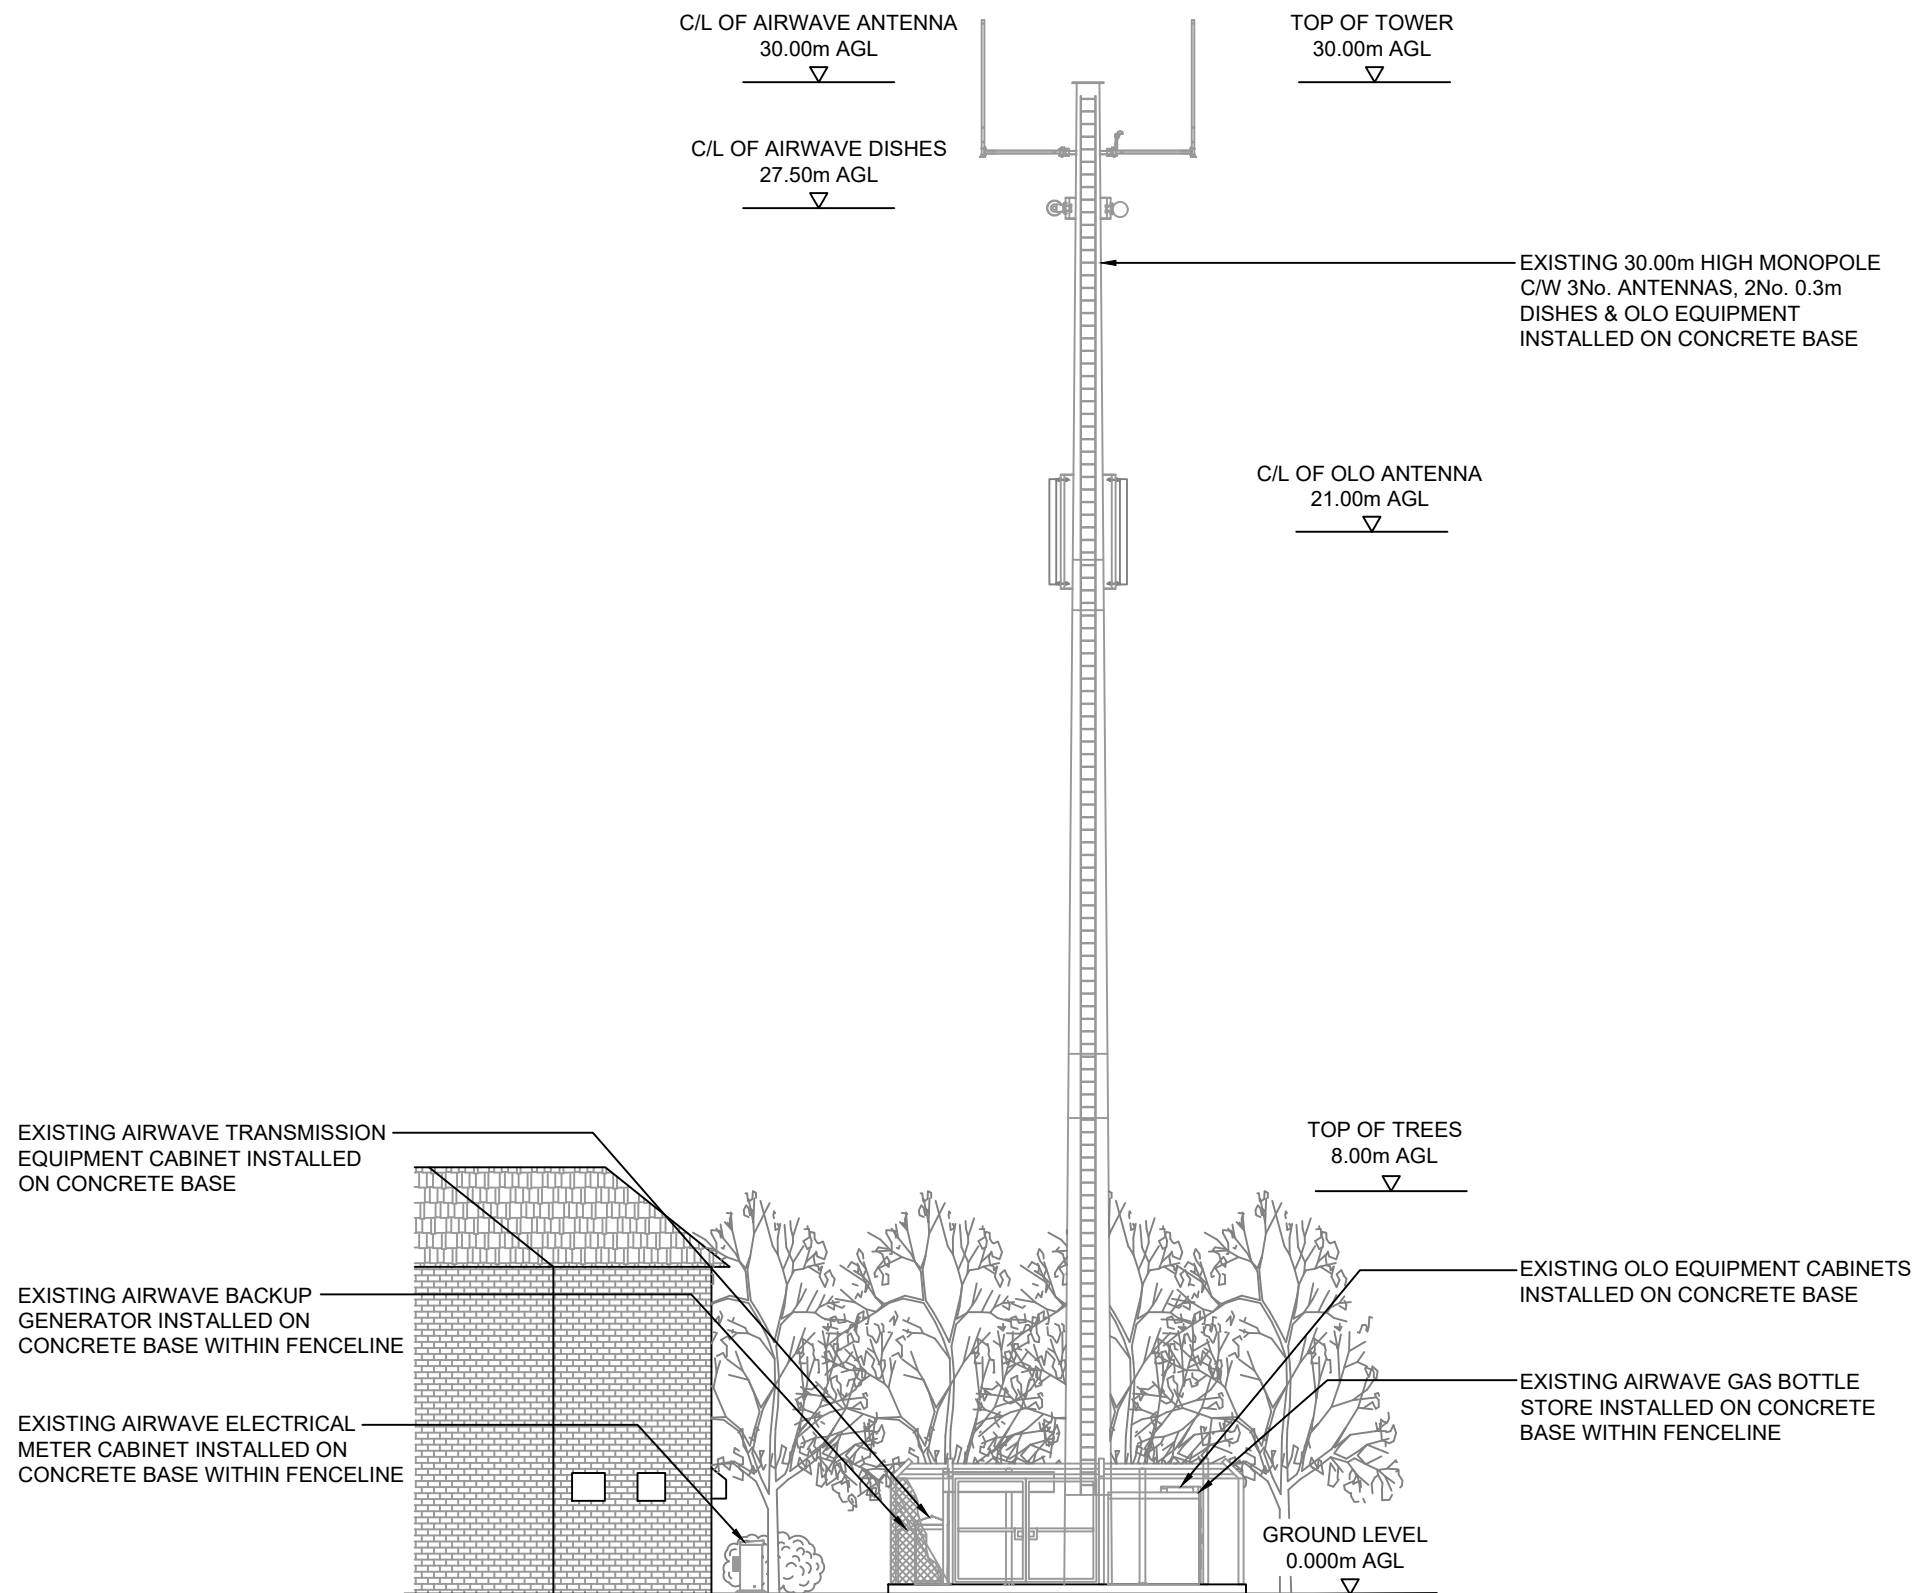 C/L OF AIRWAVE ANTENNA
30.00m AGL
TOP OF TOWER
30.00m AGL
C/L OF AIRWAVE DISHES
27.50m AGL
EXISTING 30.00m HIGH MONOPOLE
C/W 3No. ANTENNAS, 2No. 0.3m
DISHES & OLO EQUIPMENT
INSTALLED ON CONCRETE BASE
C/L OF OLO ANTENNA
21.00m AGL
EXISTING AIRWAVE TRANSMISSION
EQUIPMENT CABINET INSTALLED
ON CONCRETE BASE
TOP OF TREES
8.00m AGL
EXISTING AIRWAVE BACKUP
GENERATOR INSTALLED ON
CONCRETE BASE WITHIN FENCELINE
EXISTING OLO EQUIPMENT CABINETS
INSTALLED ON CONCRETE BASE
EXISTING AIRWAVE GAS BOTTLE
STORE INSTALLED ON CONCRETE
BASE WITHIN FENCELINE
EXISTING AIRWAVE ELECTRICAL
METER CABINET INSTALLED ON
CONCRETE BASE WITHIN FENCELINE
GROUND LEVEL
0.000m AGL